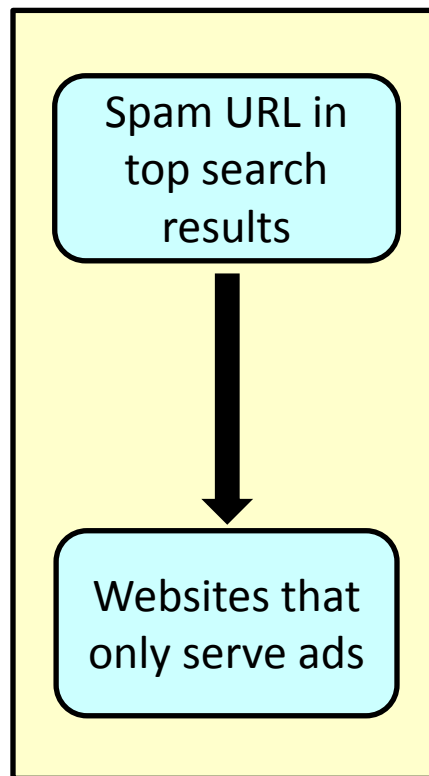 Spam URL in
top search
results
Websites that
only serve ads